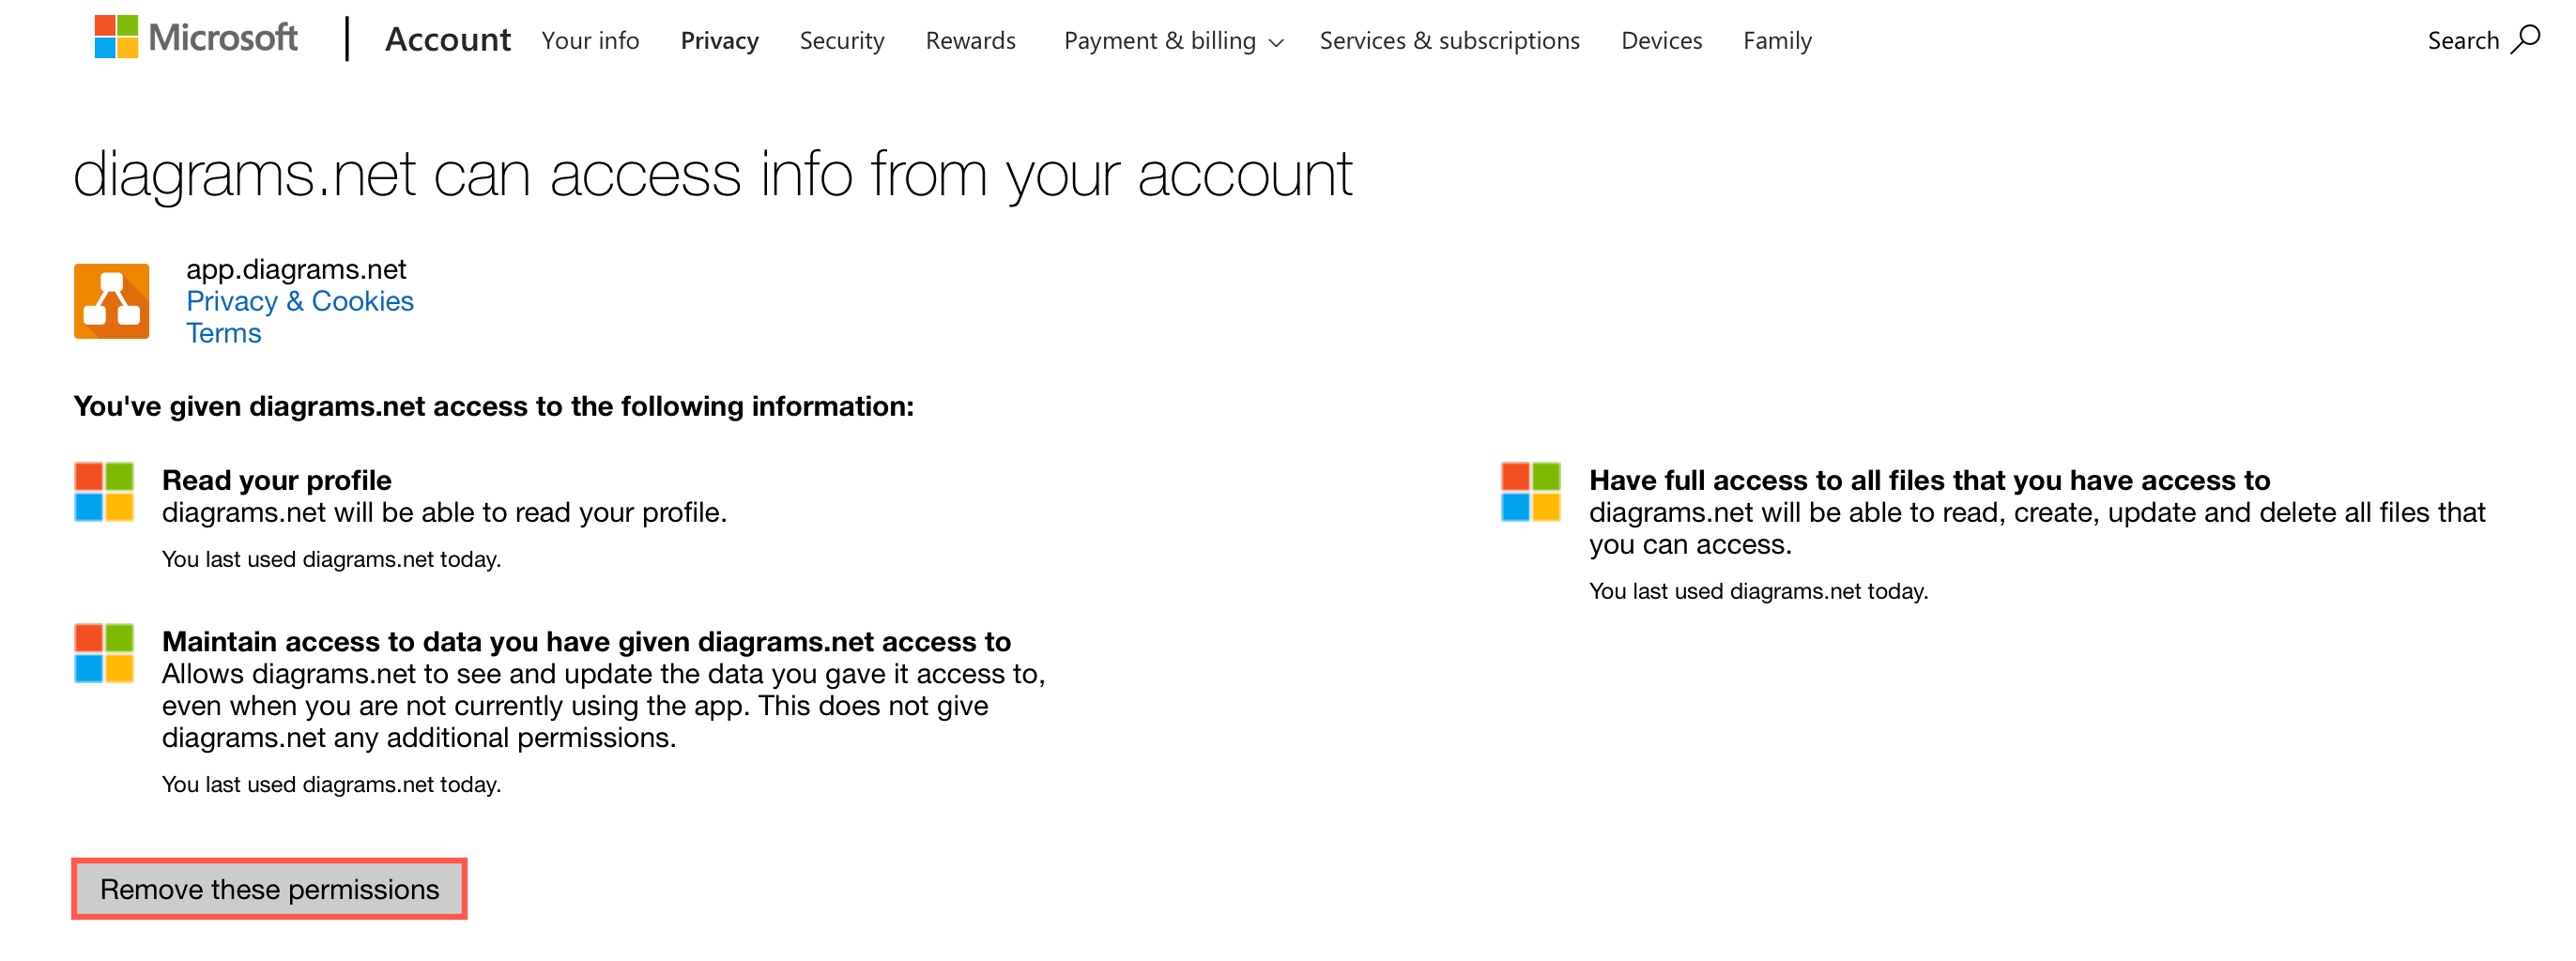 Microsoft Account Your info Privacy Security Rewards Payment & billing Services & subscriptions Devices Family Search
diagrams.net can access info from your account
app.diagrams.net
Privacy & Cookies
Terms
You've given diagrams.net access to the following information:
Read your profile
diagrams.net will be able to read your profile.
You last used diagrams.net today.
Have full access to all files that you have access to
diagrams.net will be able to read, create, update and delete all files that
you can access.
You last used diagrams.net today.
Maintain access to data you have given diagrams.net access to
Allows diagrams.net to see and update the data you gave it access to,
even when you are not currently using the app. This does not give
diagrams.net any additional permissions.
You last used diagrams.net today.
Remove these permissions